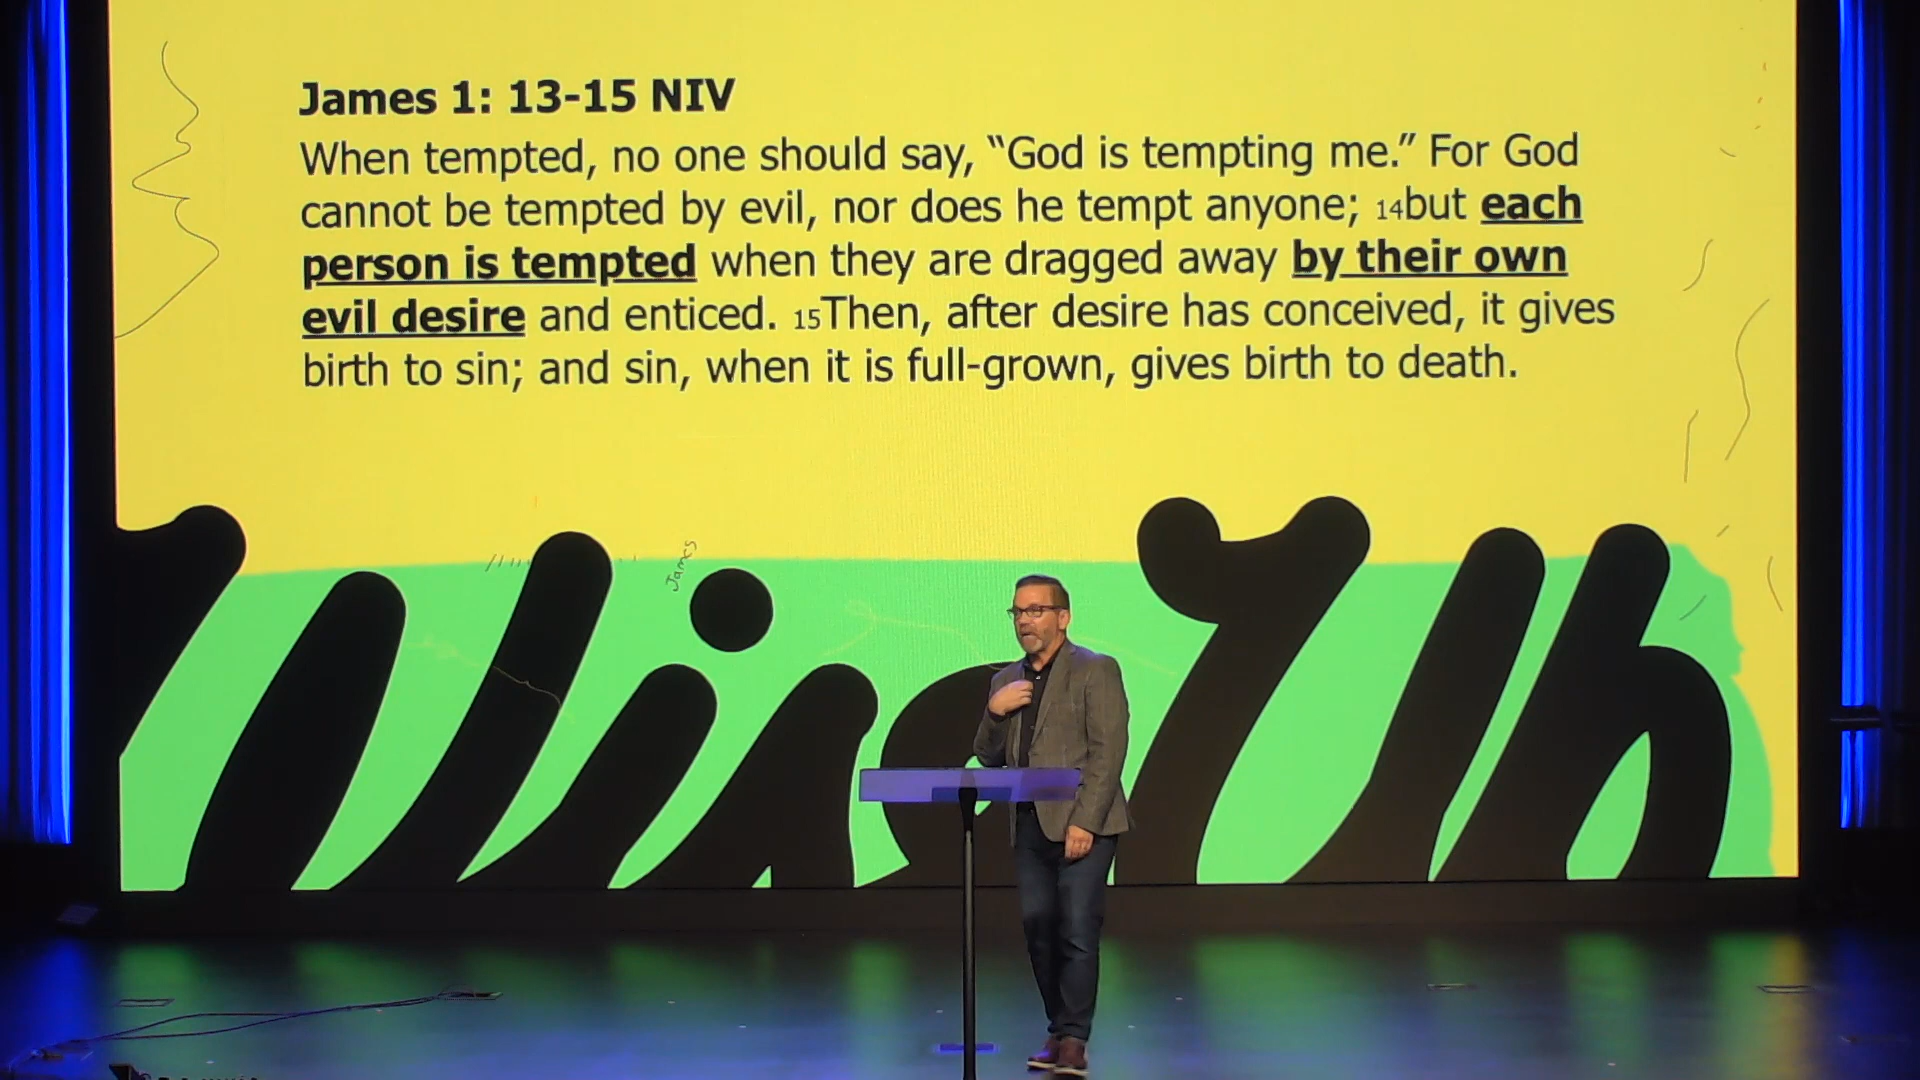 James 1: 13-15 NIV
When tempted, no one should say, “God is tempting me.” For God
cannot be tempted by evil, nor does he tempt anyone; 14but each
person is tempted when they are dragged away by their own
evil desire and enticed. 15Then, after desire has conceived, it gives
birth to sin; and sin, when it is full-grown, gives birth to death.
James